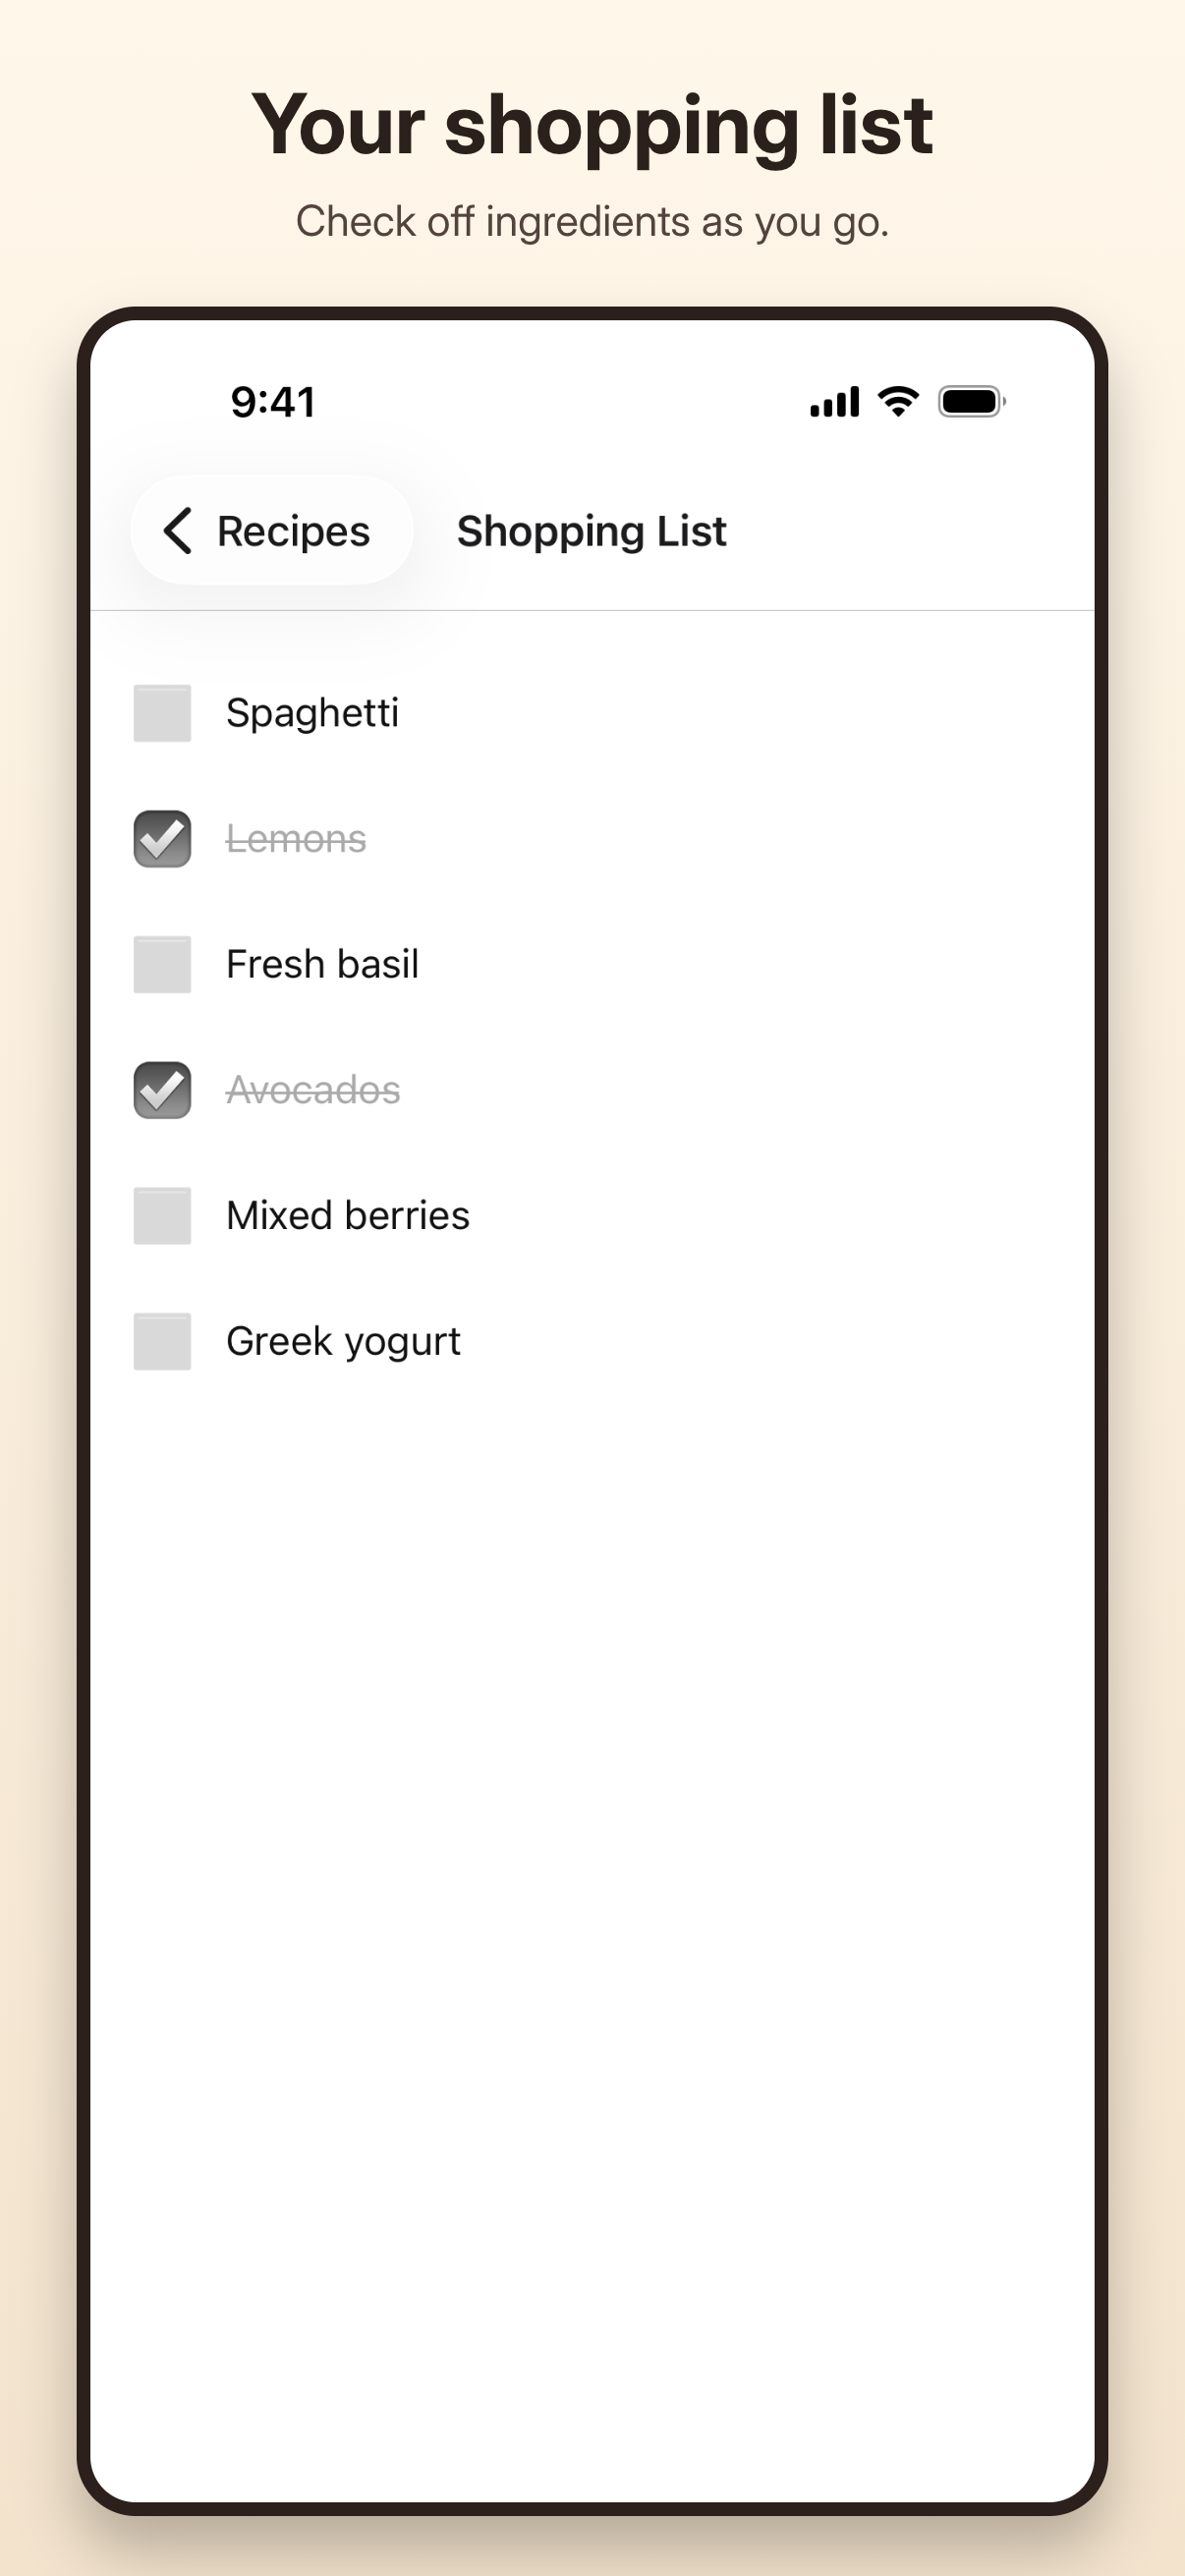 Your shopping list
Check off ingredients as you go.
9:41
Recipes Shopping List
Spaghetti
Lemons
Fresh basil
Avocados
Mixed berries
Greek yogurt